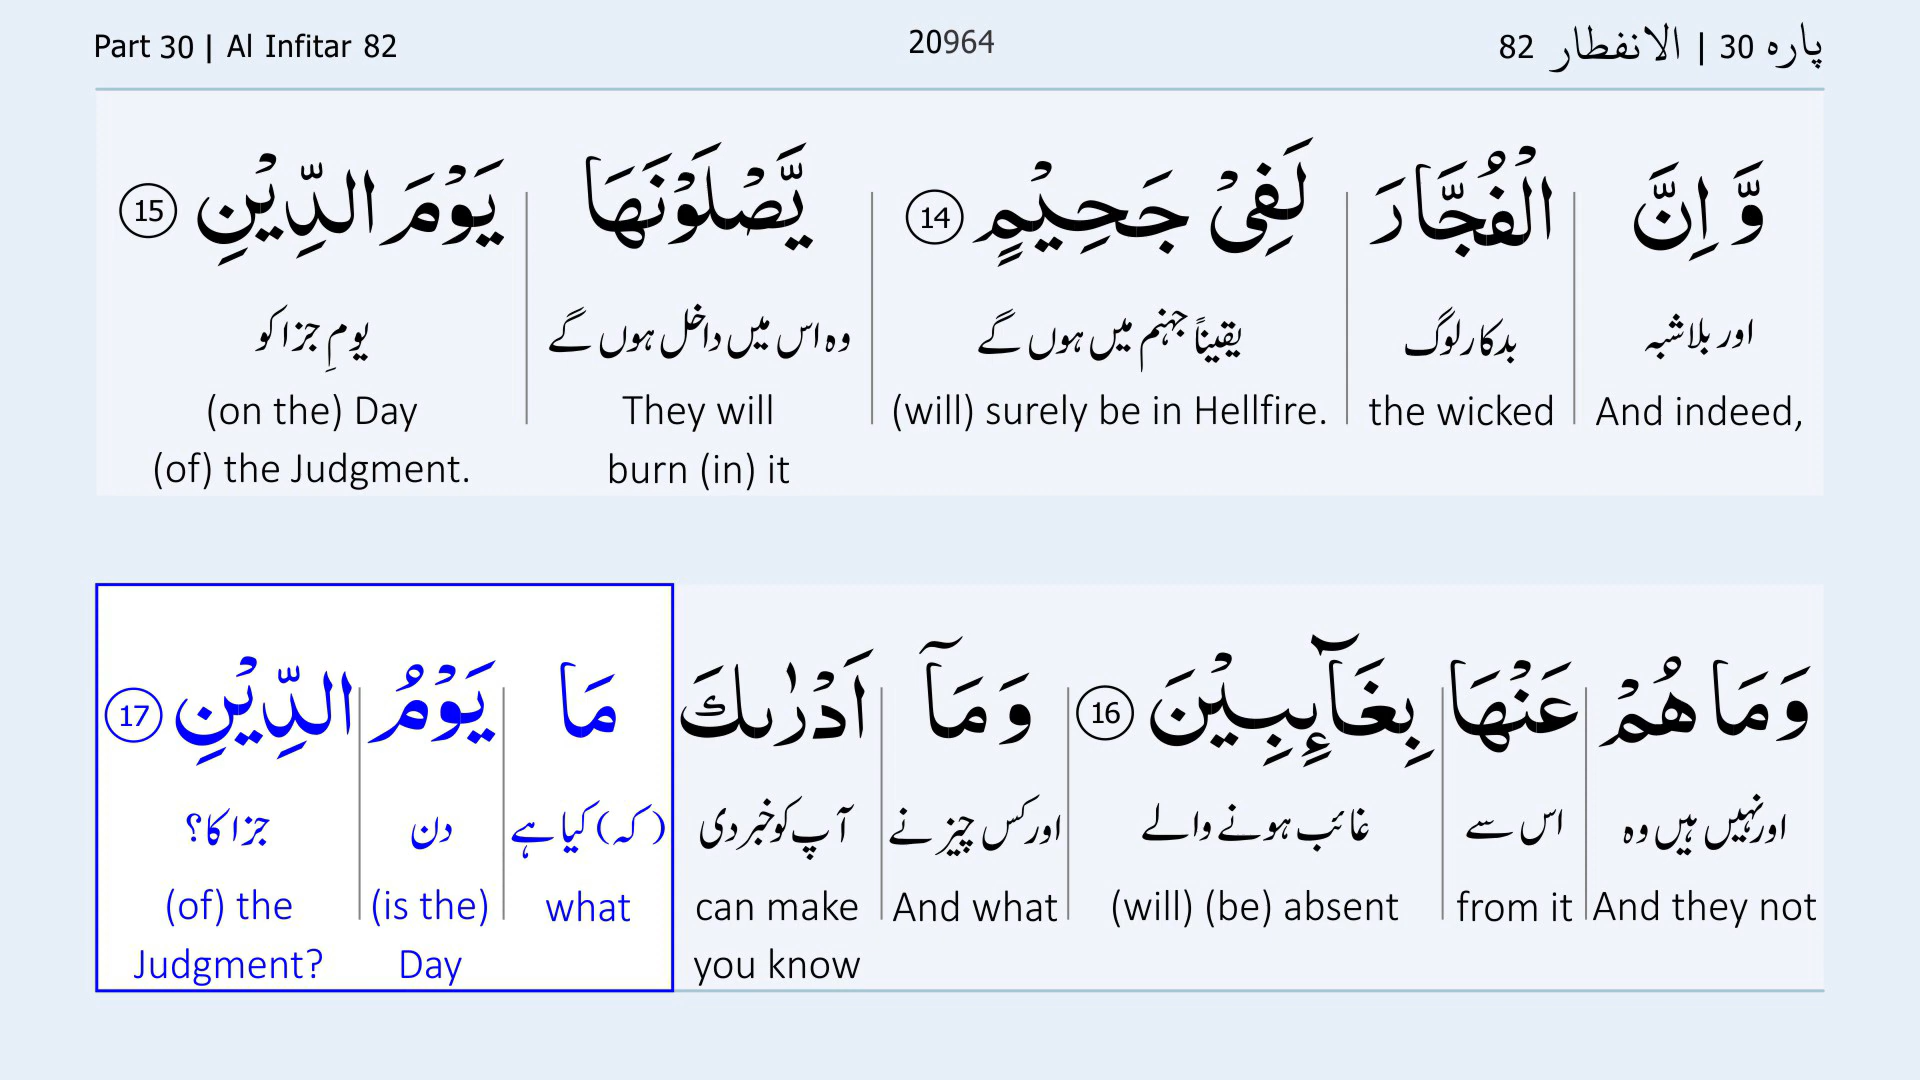 Part 30 | Al Infitar 82
20964
پارہ 30 | الانفطار 82
وَّ اِنَّ الْفُجَّارَ لَفِیْ جَحِیْمٍ 14 یَّصْلَوْنَهَا یَوْمَ الدِّیْنِ 15
اور بلاشبہ بدکار لوگ یقیناً جہنم میں ہوں گے وہ اس میں داخل ہوں گے یومِ جزا کو
And indeed, the wicked (will) surely be in Hellfire. They will (on the) Day
burn (in) it (of) the Judgment.
وَمَا هُمْ عَنْهَا بِغَآىِٕبِیْنَ 16 وَ مَاۤ اَدْرٰىكَ مَا یَوْمُ الدِّیْنِ 17
اور نہیں ہیں وہ اس سے غائب ہونے والے اور کس چیز نے آپ کو خبر دی (کہ) کیا ہے دن جزا کا؟
And they not from it (will) (be) absent And what can make what (is the) (of) the
you know Day Judgment?